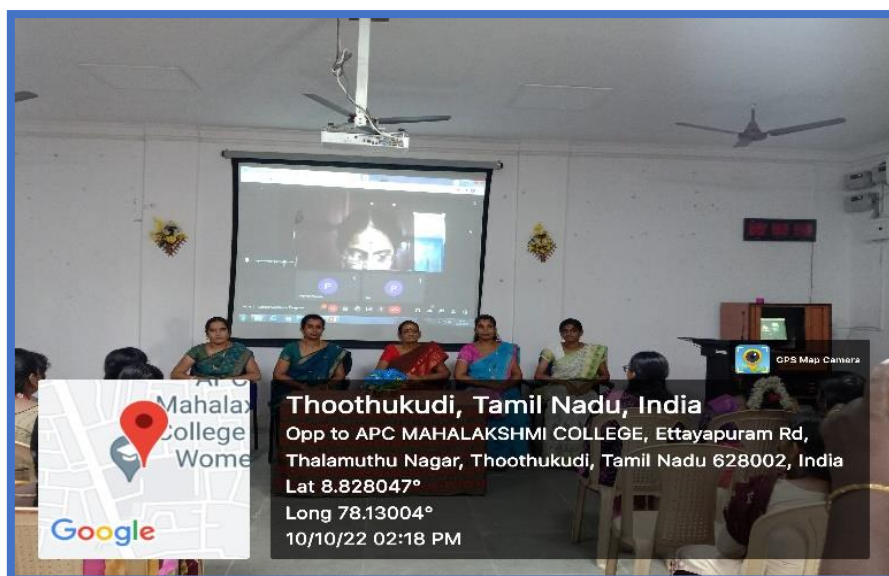 GPS Map Camera
Mahalax
College
Wome
Google
Thoothukudi, Tamil Nadu, India
Opp to APC MAHALAKSHMI COLLEGE, Ettayapuram Rd,
Thalamuthu Nagar, Thoothukudi, Tamil Nadu 628002, India
Lat 8.828047°
Long 78.13004°
10/10/22 02:18 PM
P
P